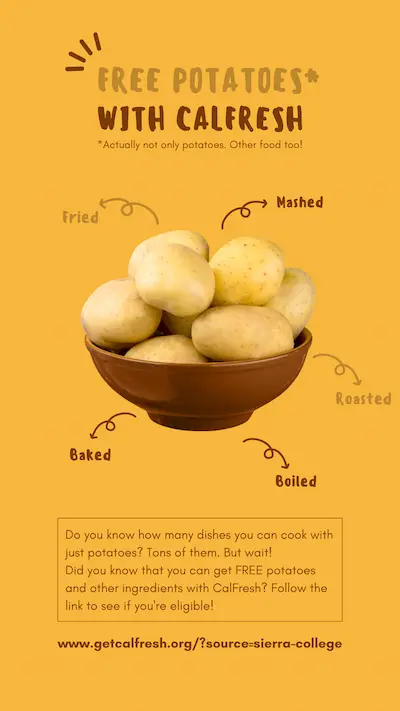 FREE POTATOES*
WITH CALFRESH
*Actually not only potatoes. Other food too!
Fried
Mashed
Roasted
Baked
Boiled
Do you know how many dishes you can cook with
just potatoes? Tons of them. But wait!
Did you know that you can get FREE potatoes
and other ingredients with CalFresh? Follow the
link to see if you're eligible!
www.getcalfresh.org/?source=sierra-college